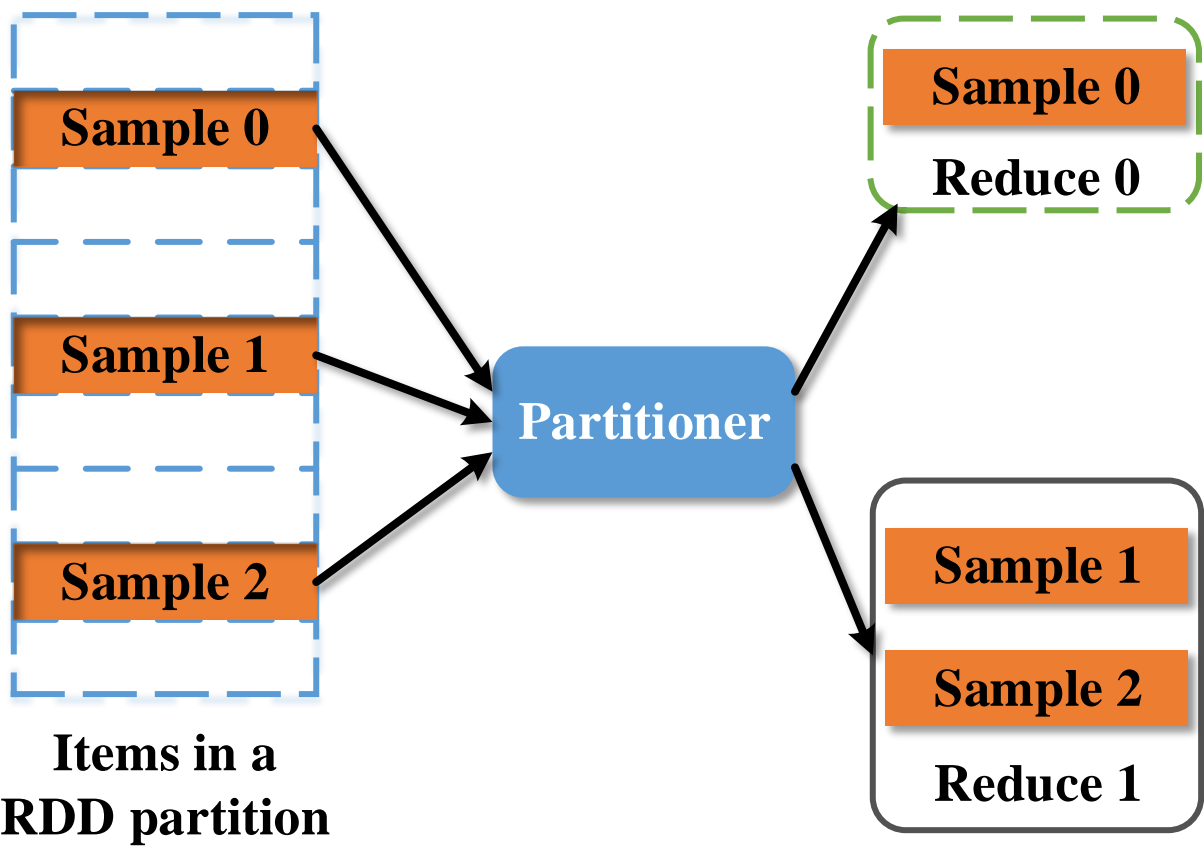 Sample 0
Sample 1
Sample 2
Items in a
RDD partition
Partitioner
Sample 0
Reduce 0
Sample 1
Sample 2
Reduce 1